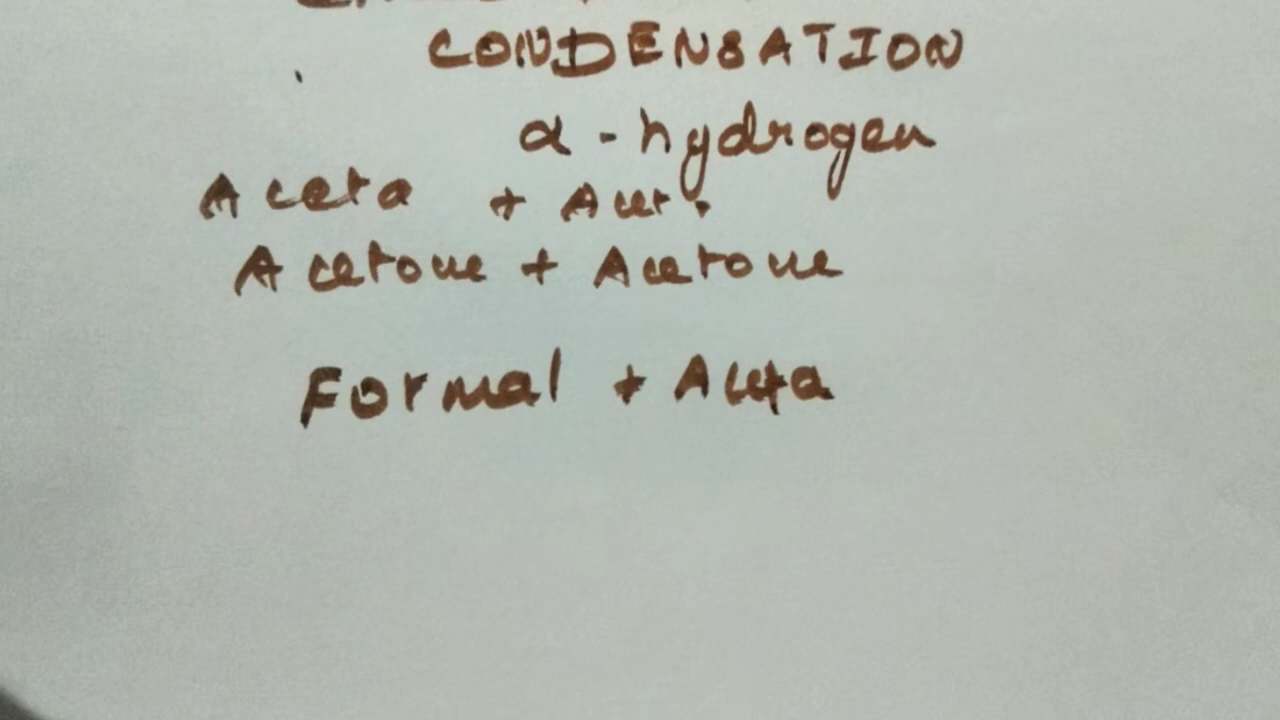 CONDENSATION
α - hydrogen
Aceta + Acet.
Acetone + Acetone
Formal + Aceta